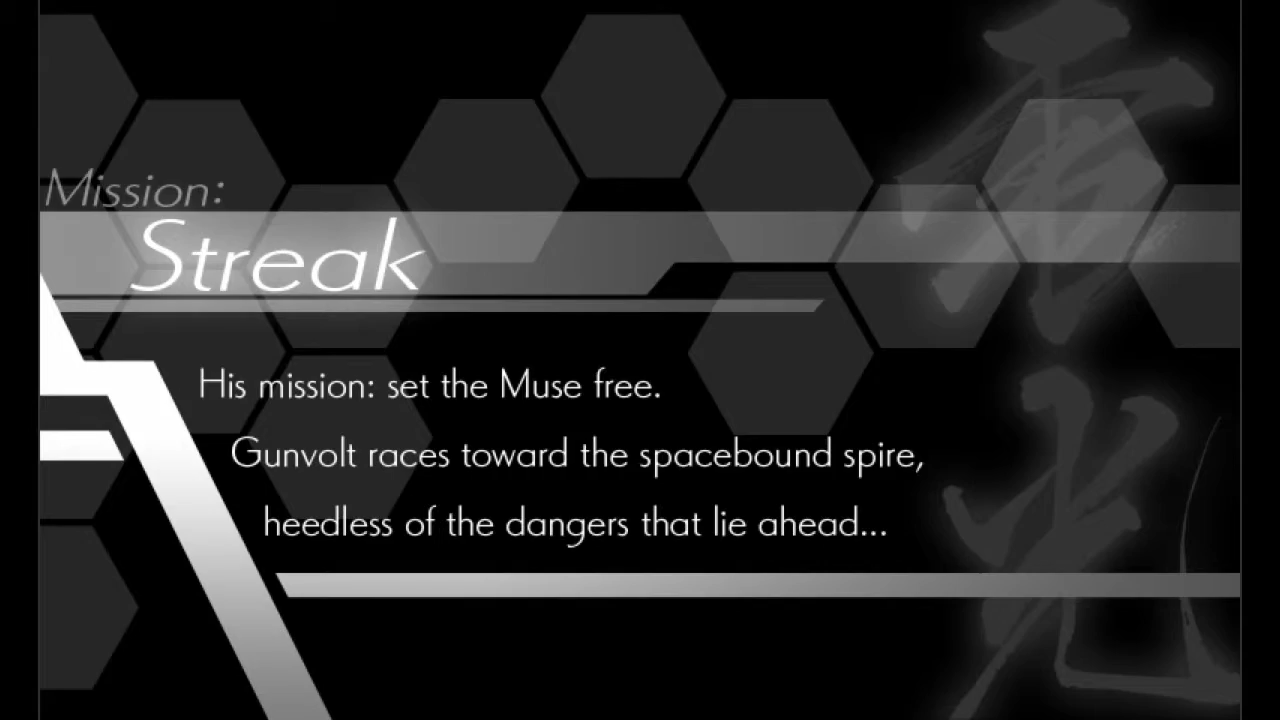 Mission:
Streak
His mission: set the Muse free.
Gunvolt races toward the spacebound spire,
heedless of the dangers that lie ahead...